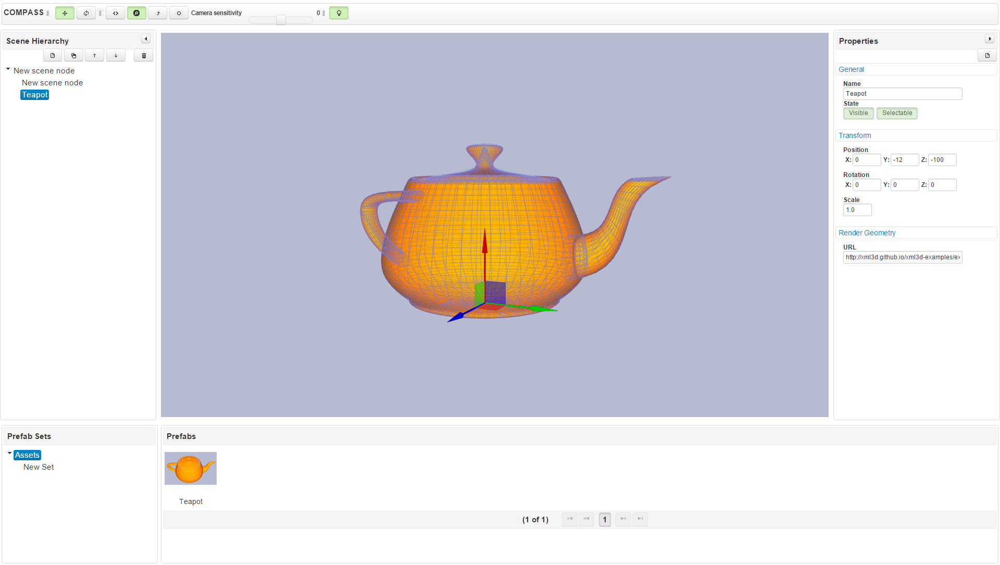 COMPASS
Camera sensitivity 0
Scene Hierarchy
New scene node
New scene node
Teapot
Properties
General
Name
Teapot
State
Visible Selectable
Transform
Position
X: 0 Y: -12 Z: -100
Rotation
X: 0 Y: 0 Z: 0
Scale
1.0
Render Geometry
URL
http://xml3d.github.io/xml3d-examples/ex
Prefab Sets
Assets
New Set
Prefabs
Teapot
(1 of 1) 1